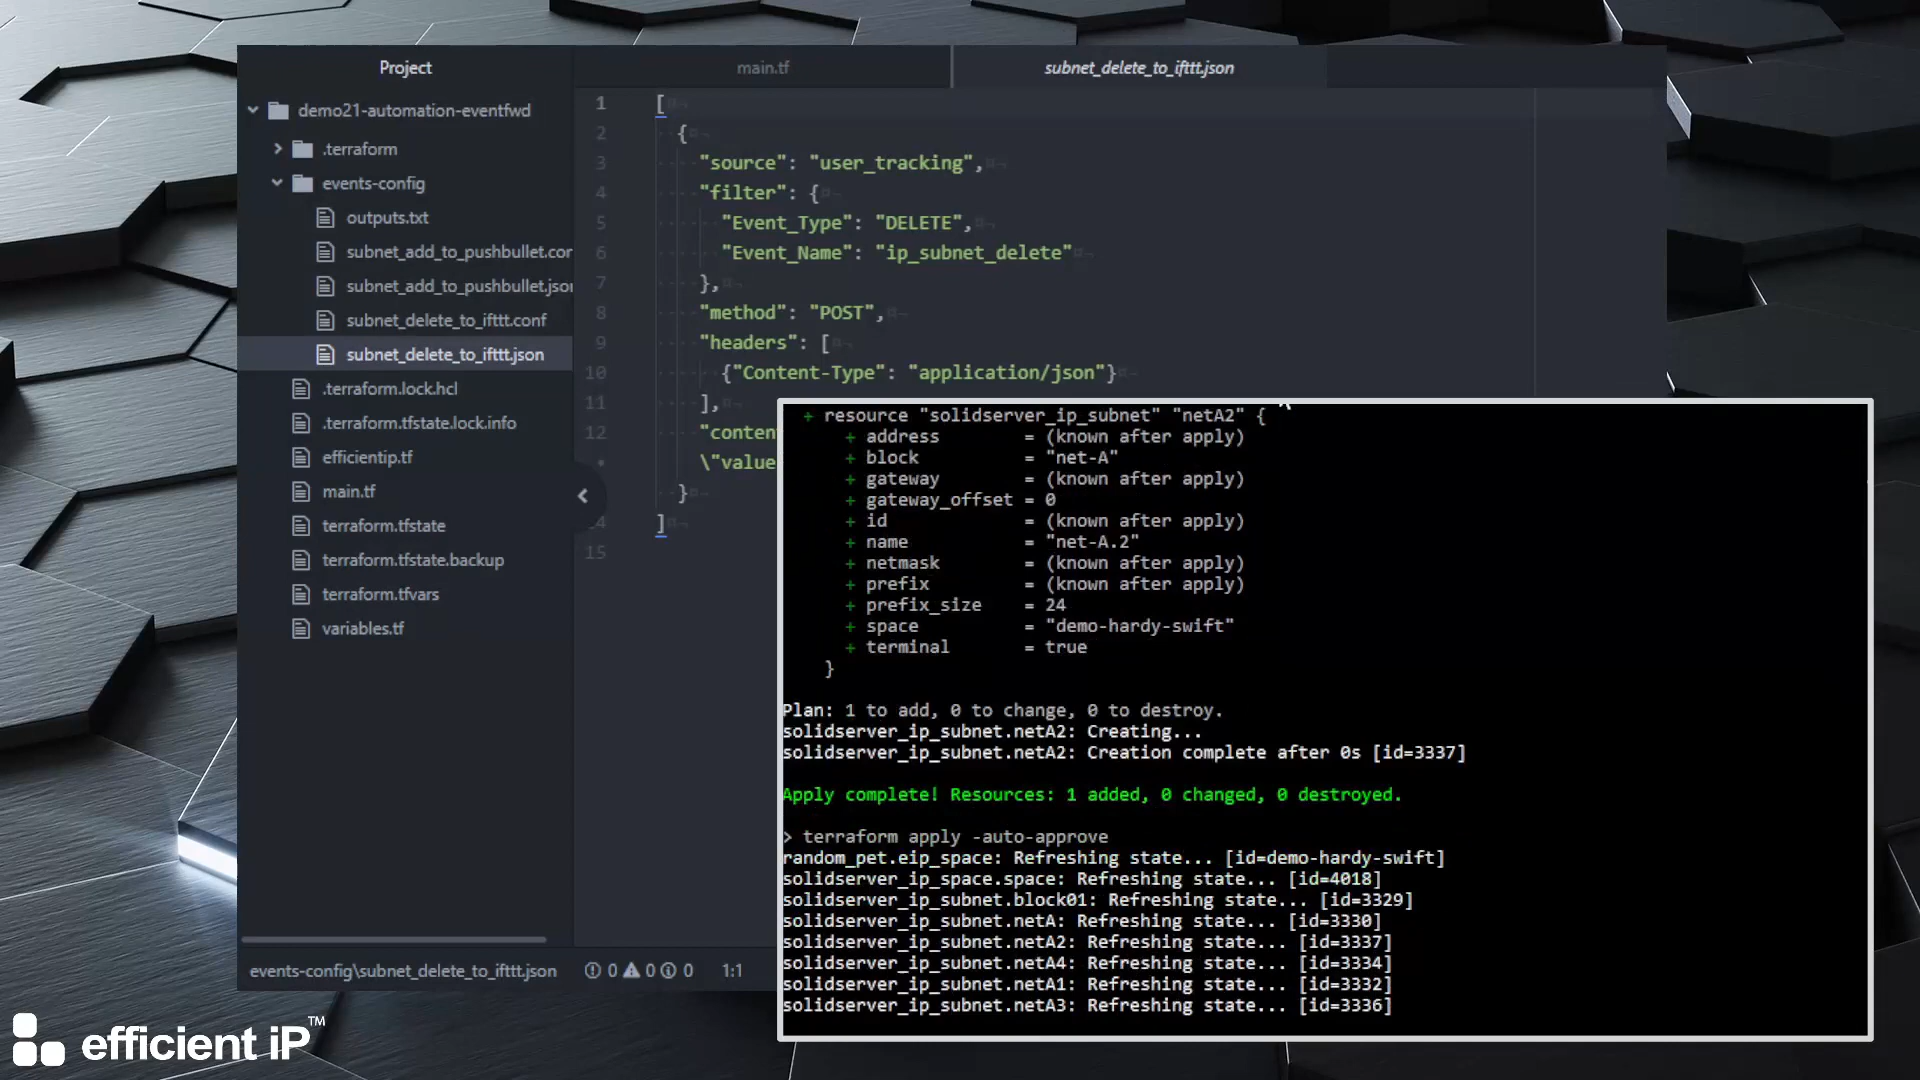 Project
main.tf
subnet_delete_to_ifttt.json
demo21-automation-eventfwd
.terraform
events-config
outputs.txt
subnet_add_to_pushbullet.con
subnet_add_to_pushbullet.json
subnet_delete_to_ifttt.conf
subnet_delete_to_ifttt.json
.terraform.lock.hcl
.terraform.tfstate.lock.info
efficientip.tf
main.tf
terraform.tfstate
terraform.tfstate.backup
terraform.tfvars
variables.tf
1 [
2 {
3 "source": "user_tracking",
4 "filter": {
5 "Event_Type": "DELETE",
6 "Event_Name": "ip_subnet_delete"
7 },
8 "method": "POST",
9 "headers": [
10 {"Content-Type": "application/json"}
11 ],
12 "conten
\"value
}
4 ]
15
events-config\subnet_delete_to_ifttt.json 0 0 0 1:1
+ resource "solidserver_ip_subnet" "netA2" {
+ address = (known after apply)
+ block = "net-A"
+ gateway = (known after apply)
+ gateway_offset = 0
+ id = (known after apply)
+ name = "net-A.2"
+ netmask = (known after apply)
+ prefix = (known after apply)
+ prefix_size = 24
+ space = "demo-hardy-swift"
+ terminal = true
}
Plan: 1 to add, 0 to change, 0 to destroy.
solidserver_ip_subnet.netA2: Creating...
solidserver_ip_subnet.netA2: Creation complete after 0s [id=3337]
Apply complete! Resources: 1 added, 0 changed, 0 destroyed.
> terraform apply -auto-approve
random_pet.eip_space: Refreshing state... [id=demo-hardy-swift]
solidserver_ip_space.space: Refreshing state... [id=4018]
solidserver_ip_subnet.block01: Refreshing state... [id=3329]
solidserver_ip_subnet.netA: Refreshing state... [id=3330]
solidserver_ip_subnet.netA2: Refreshing state... [id=3337]
solidserver_ip_subnet.netA4: Refreshing state... [id=3334]
solidserver_ip_subnet.netA1: Refreshing state... [id=3332]
solidserver_ip_subnet.netA3: Refreshing state... [id=3336]
efficient iP™